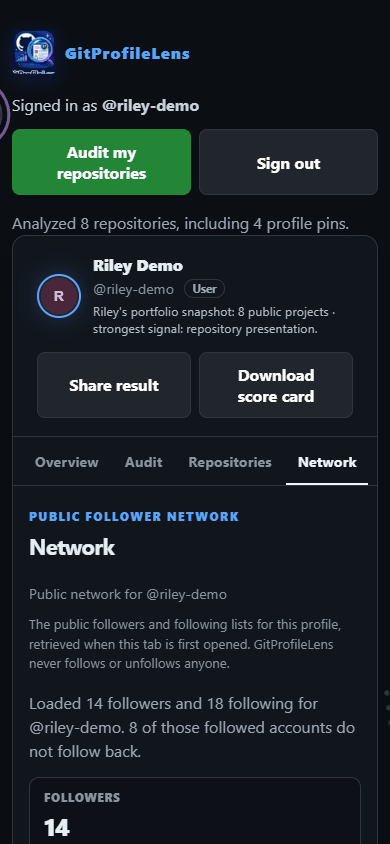 GitProfileLens
Signed in as @riley-demo
Audit my
repositories
Sign out
Analyzed 8 repositories, including 4 profile pins.
R
Riley Demo
@riley-demo User
Riley's portfolio snapshot: 8 public projects ·
strongest signal: repository presentation.
Share result
Download
score card
Overview Audit Repositories Network
PUBLIC FOLLOWER NETWORK
Network
Public network for @riley-demo
The public followers and following lists for this profile,
retrieved when this tab is first opened. GitProfileLens
never follows or unfollows anyone.
Loaded 14 followers and 18 following for
@riley-demo. 8 of those followed accounts do
not follow back.
FOLLOWERS
14